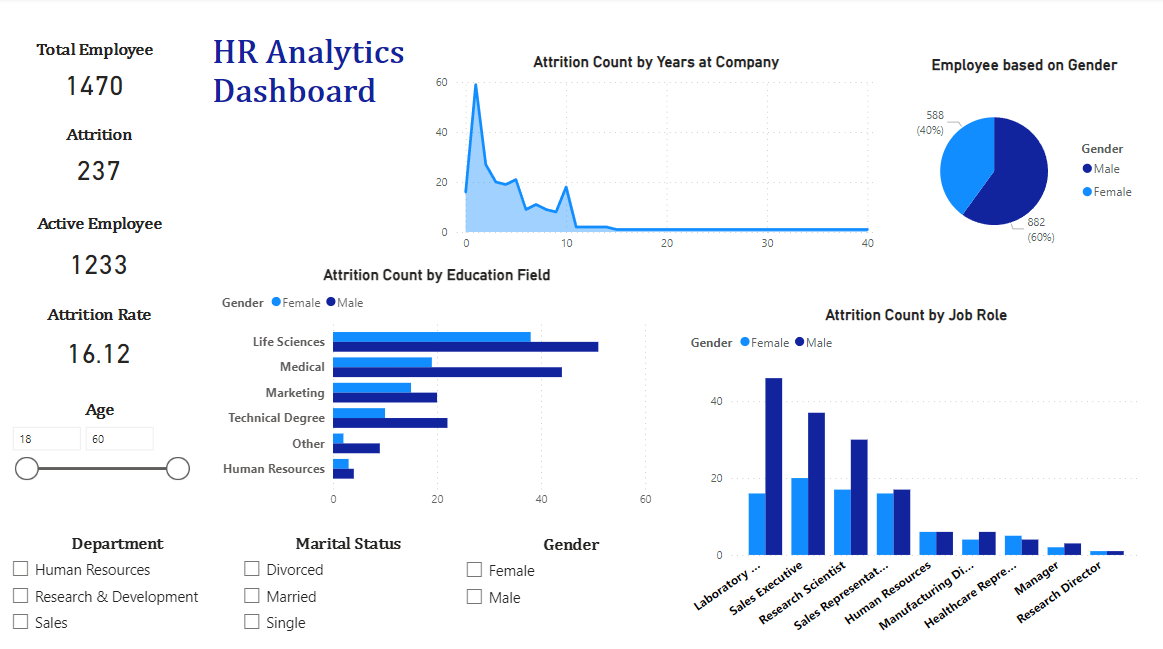 Total Employee
1470
Attrition
237
Active Employee
1233
Attrition Rate
16.12
Age
18
60
HR Analytics
Dashboard
Attrition Count by Years at Company
60
40
20
0
0 10 20 30 40
Employee based on Gender
588
(40%)
882
(60%)
Gender
Male
Female
Attrition Count by Education Field
Gender Female Male
Life Sciences
Medical
Marketing
Technical Degree
Other
Human Resources
0 20 40 60
Attrition Count by Job Role
Gender Female Male
40
20
0
Laboratory ...
Sales Executive
Research Scientist
Sales Representat...
Human Resources
Manufacturing Di...
Healthcare Repre...
Manager
Research Director
Department
Human Resources
Research & Development
Sales
Marital Status
Divorced
Married
Single
Gender
Female
Male